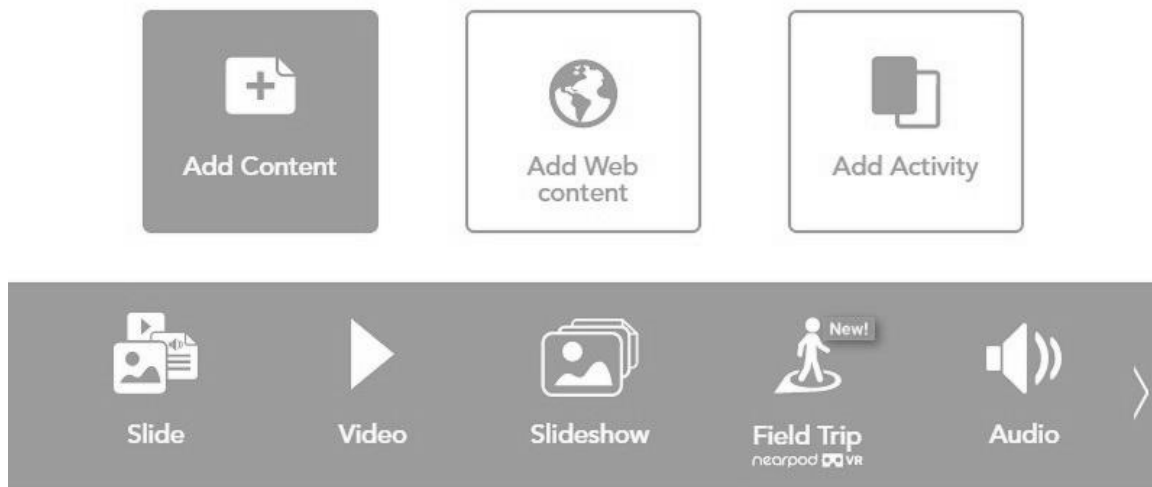 Add Content
Add Web
content
Add Activity
New!
Slide
Video
Slideshow
Field Trip
nearpod VR
Audio